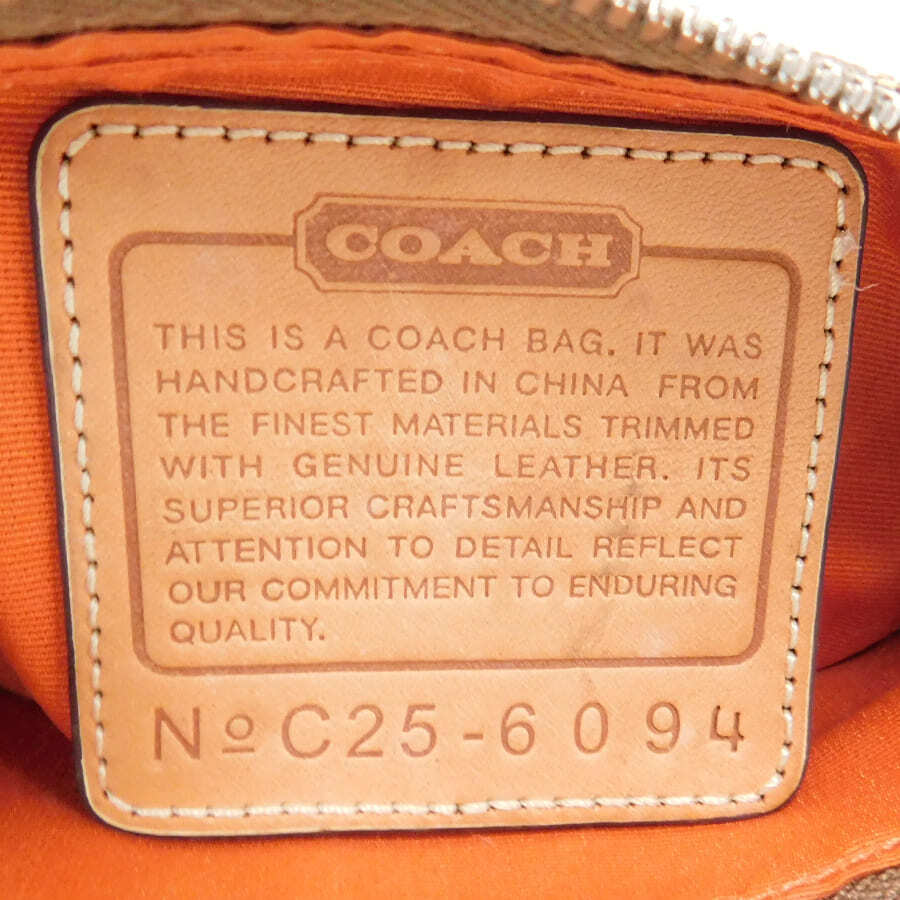 COACH
THIS IS A COACH BAG. IT WAS
HANDCRAFTED IN CHINA FROM
THE FINEST MATERIALS TRIMMED
WITH GENUINE LEATHER. ITS
SUPERIOR CRAFTSMANSHIP AND
ATTENTION TO DETAIL REFLECT
OUR COMMITMENT TO ENDURING
QUALITY.
Nº C25-6094